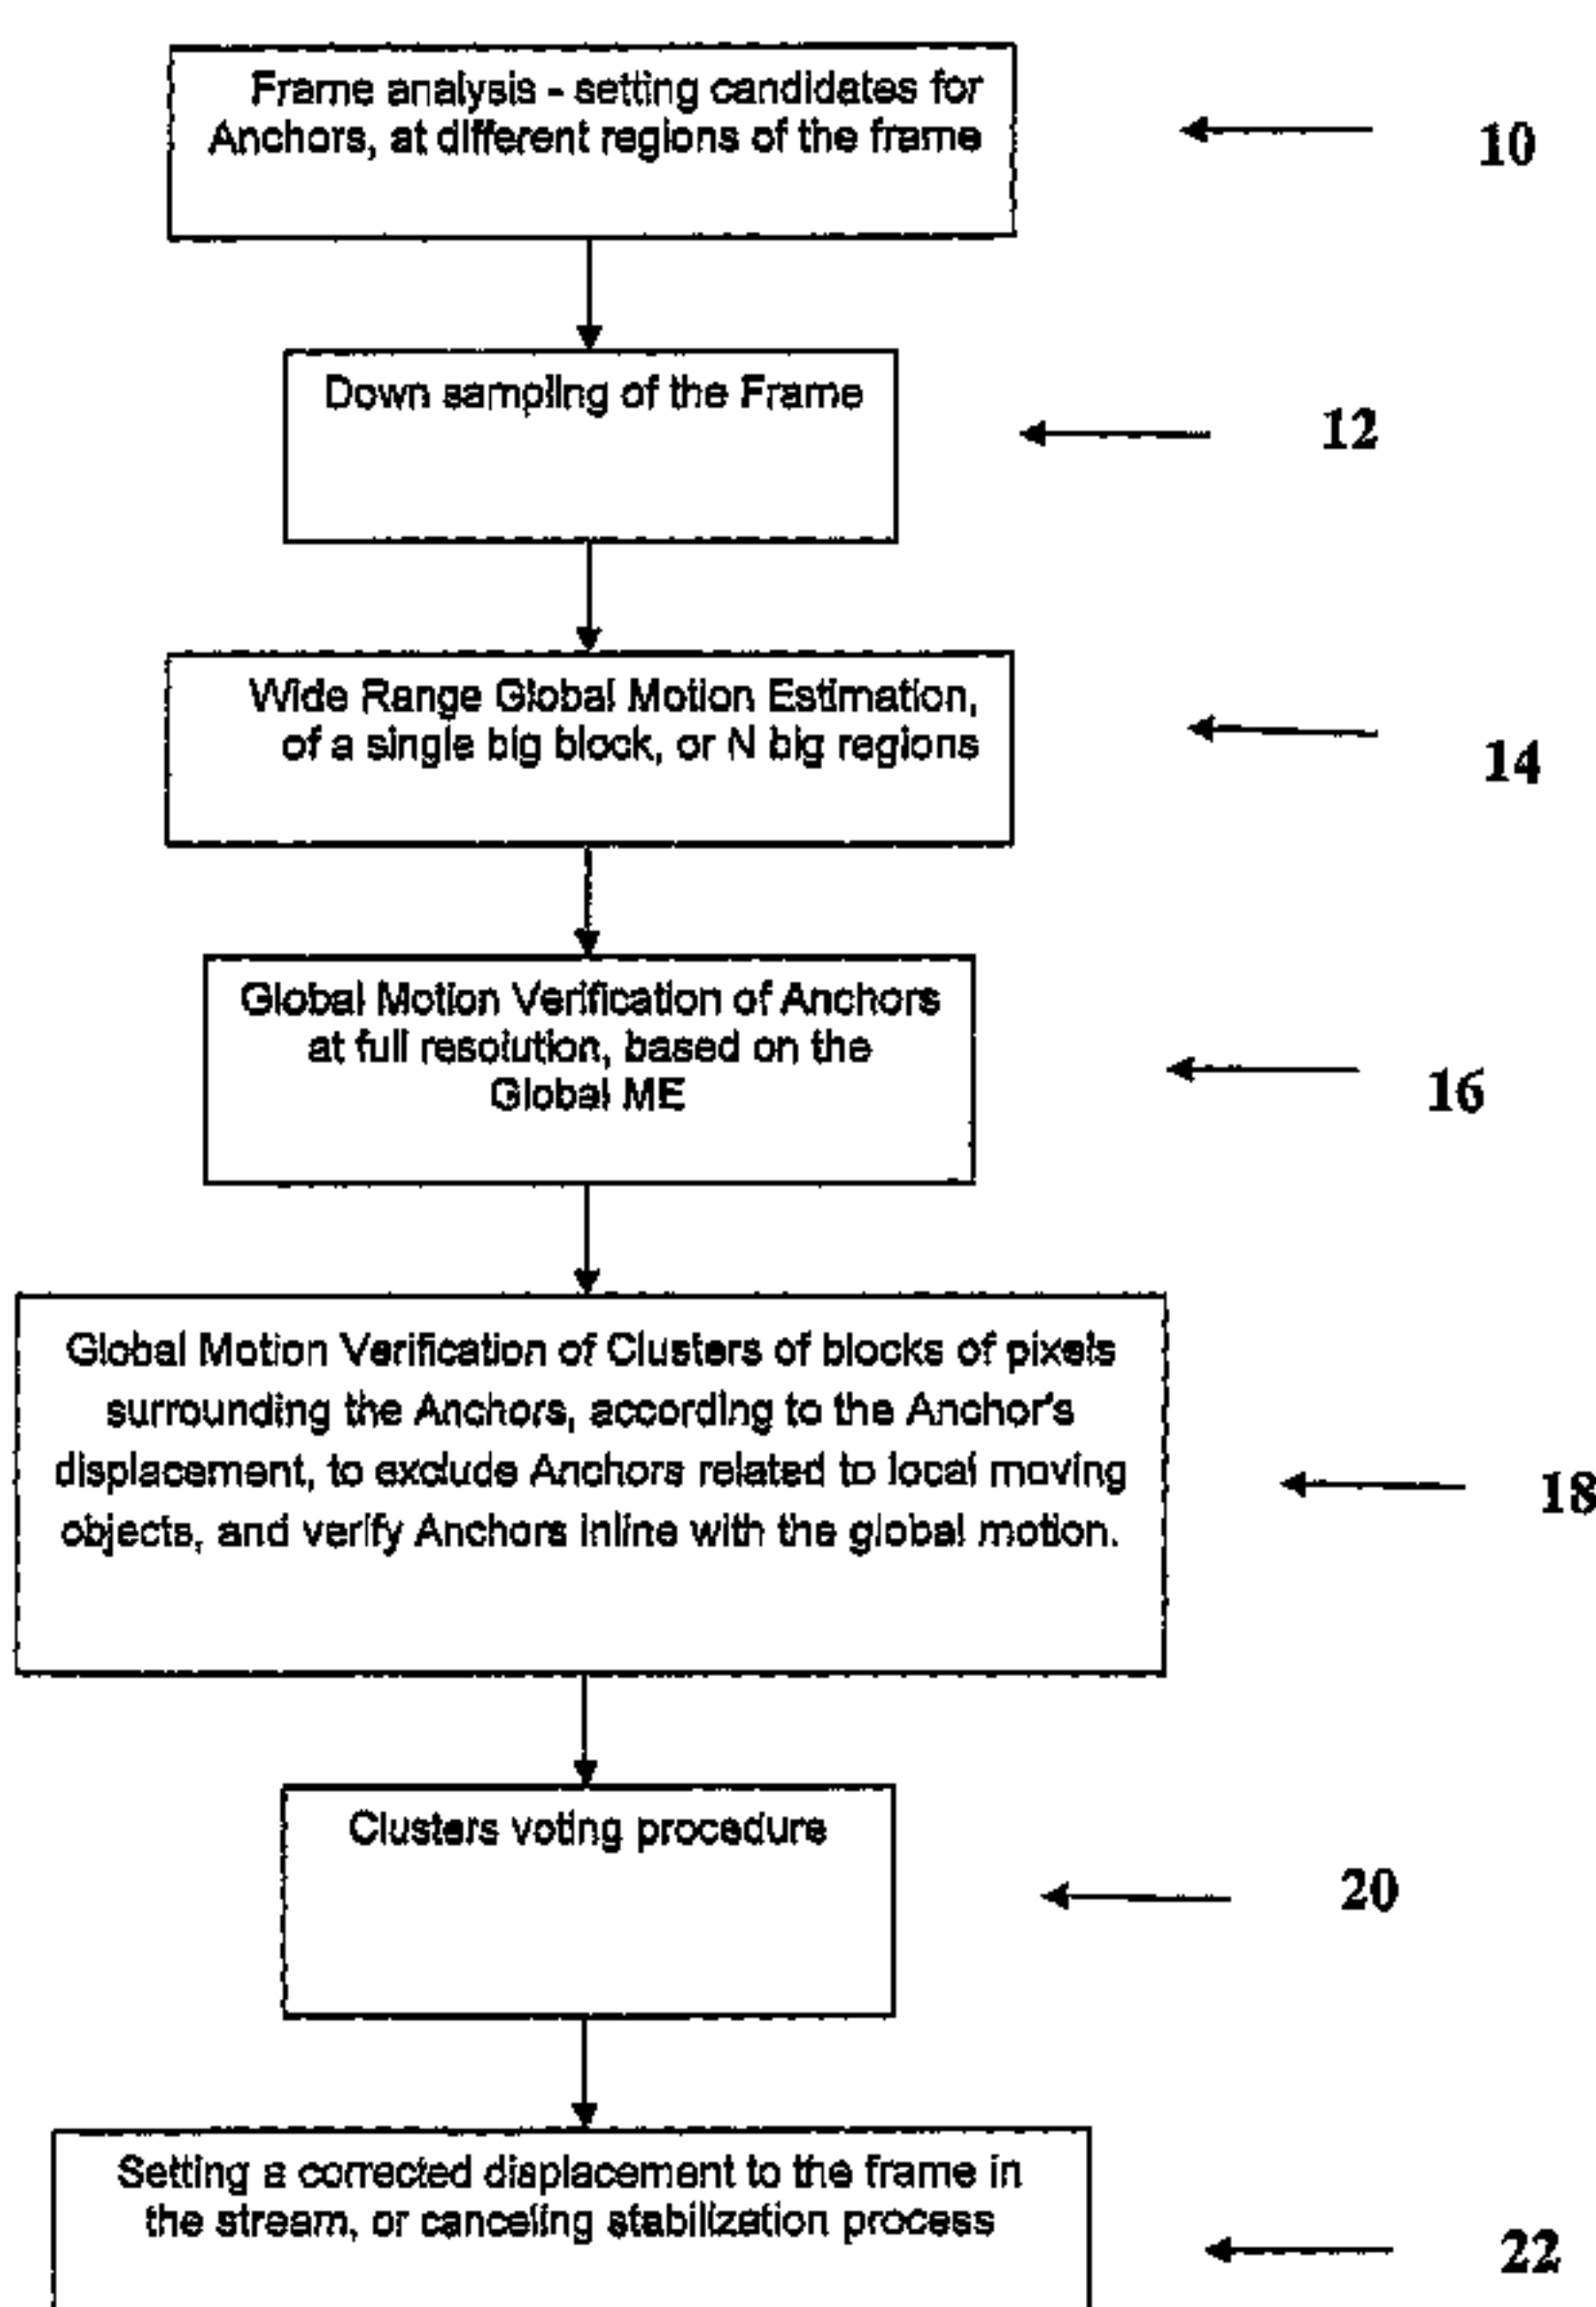 Frame analysis - setting candidates for
Anchors, at different regions of the frame
10
Down sampling of the Frame
12
Wide Range Global Motion Estimation,
of a single big block, or N big regions
14
Global Motion Verification of Anchors
at full resolution, based on the
Global ME
16
Global Motion Verification of Clusters of blocks of pixels
surrounding the Anchors, according to the Anchor's
displacement, to exclude Anchors related to local moving
objects, and verify Anchors inline with the global motion.
18
Clusters voting procedure
20
Setting a corrected displacement to the frame in
the stream, or canceling stabilization process
22